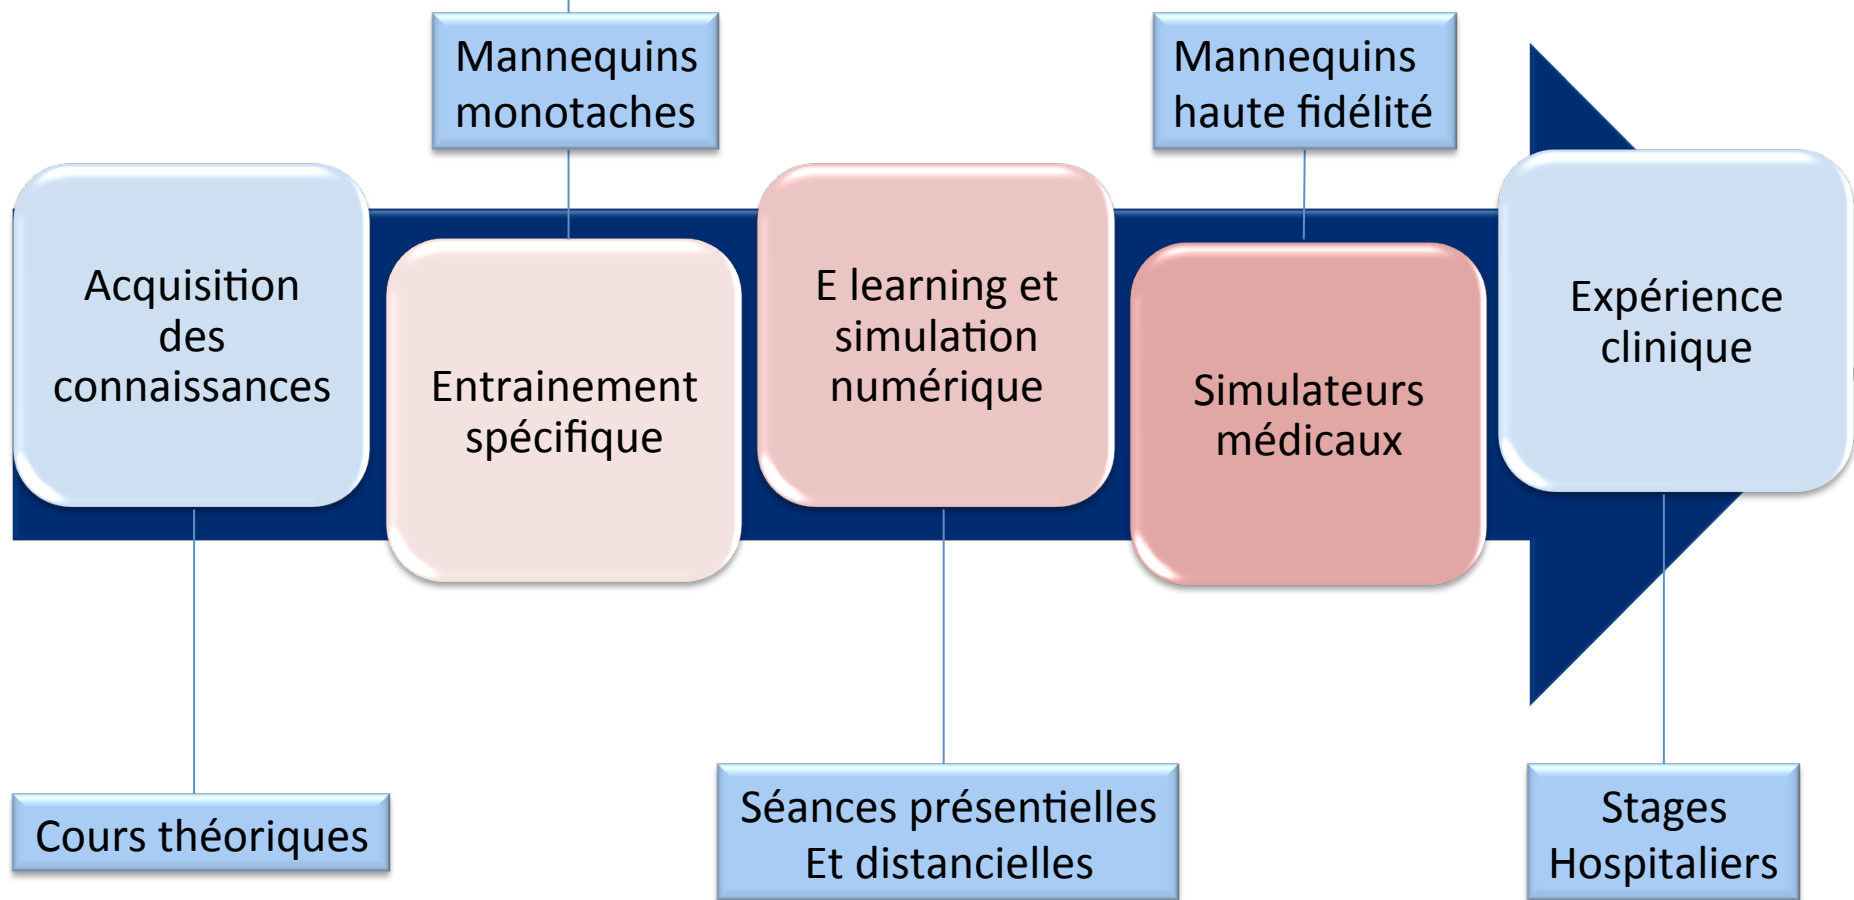 Mannequins
monotaches
Mannequins
haute fidélité
Acquisition
des
connaissances
Entrainement
spécifique
E learning et
simulation
numérique
Simulateurs
médicaux
Expérience
clinique
Cours théoriques
Séances présentielles
Et distancielles
Stages
Hospitaliers